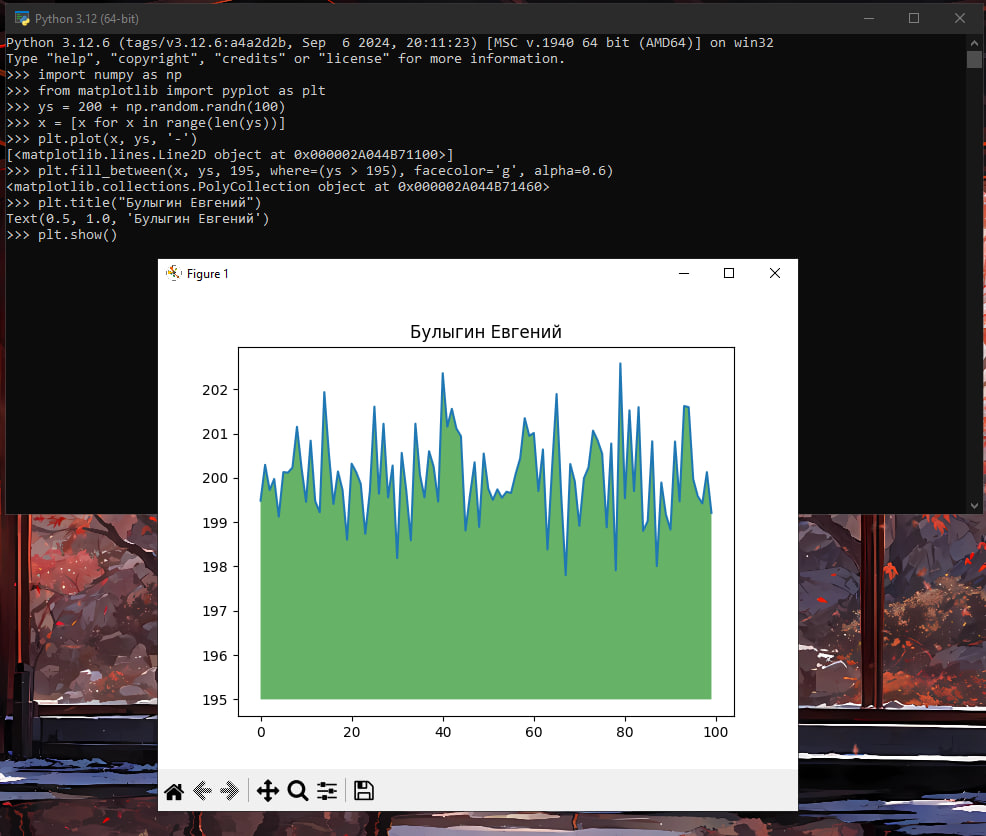 Python 3.12 (64-bit)
Python 3.12.6 (tags/v3.12.6:a4a2d2b, Sep  6 2024, 20:11:23) [MSC v.1940 64 bit (AMD64)] on win32
Type "help", "copyright", "credits" or "license" for more information.
>>> import numpy as np
>>> from matplotlib import pyplot as plt
>>> ys = 200 + np.random.randn(100)
>>> x = [x for x in range(len(ys))]
>>> plt.plot(x, ys, '-')
[<matplotlib.lines.Line2D object at 0x000002A044B71100>]
>>> plt.fill_between(x, ys, 195, where=(ys > 195), facecolor='g', alpha=0.6)
<matplotlib.collections.PolyCollection object at 0x000002A044B71460>
>>> plt.title("Булыгин Евгений")
Text(0.5, 1.0, 'Булыгин Евгений')
>>> plt.show()
Figure 1
Булыгин Евгений
202
201
200
199
198
197
196
195
0 20 40 60 80 100